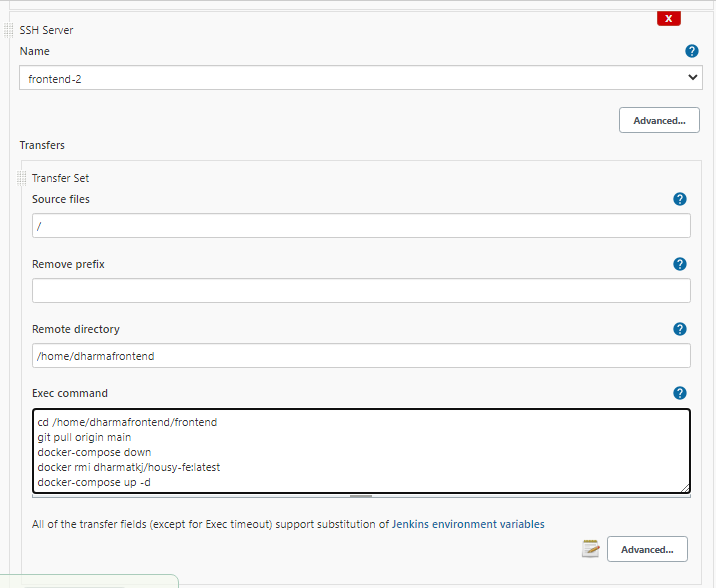 X
SSH Server
Name
?
frontend-2
Advanced...
Transfers
Transfer Set
Source files
?
/
Remove prefix
?
Remote directory
?
/home/dharmafrontend
Exec command
?
cd /home/dharmafrontend/frontend
git pull origin main
docker-compose down
docker rmi dharmatkj/housy-fe:latest
docker-compose up -d
All of the transfer fields (except for Exec timeout) support substitution of Jenkins environment variables
Advanced...